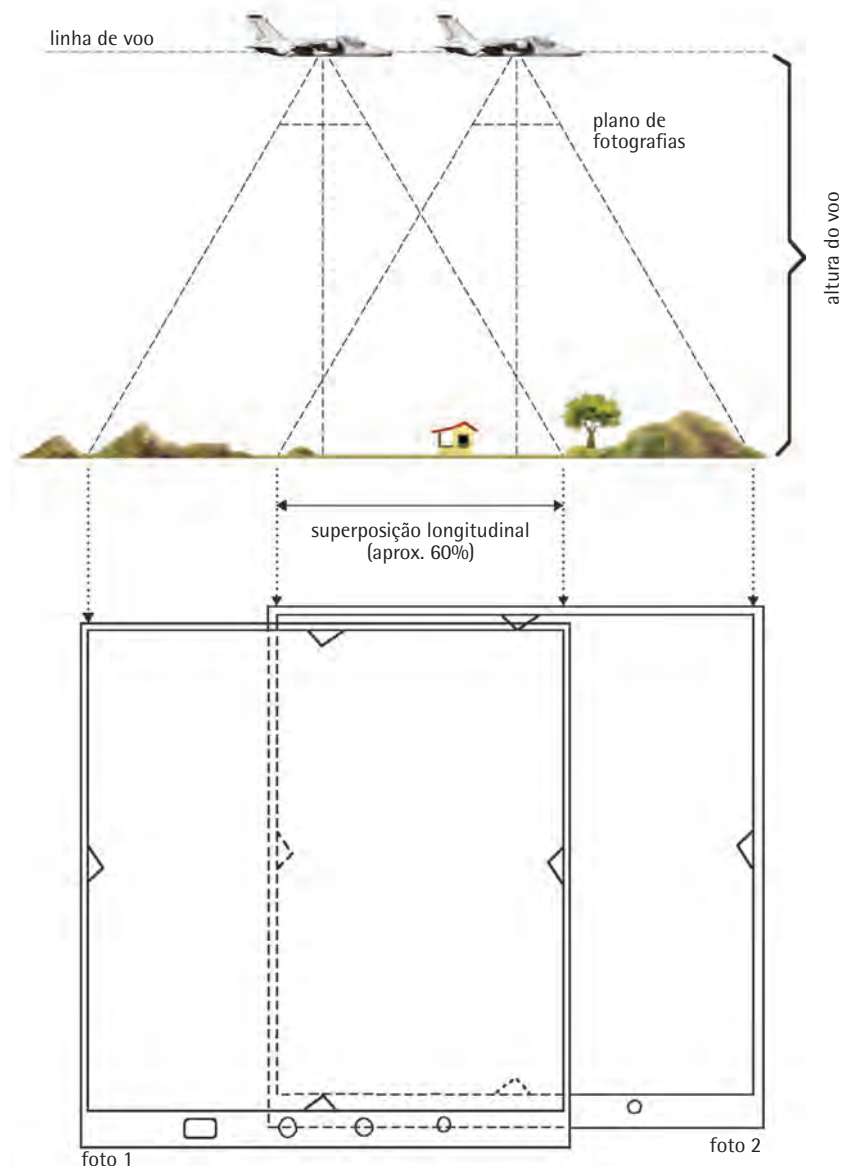 linha de voo
plano de
fotografias
altura do voo
superposição longitudinal
(aprox. 60%)
foto 1
foto 2